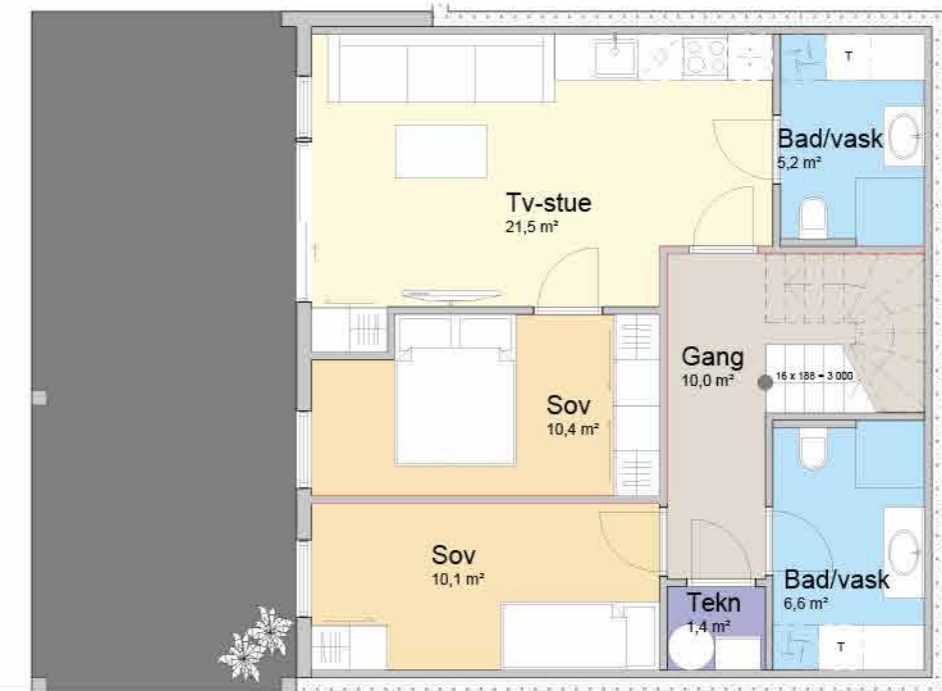 T
Bad/vask
5,2 m²
Tv-stue
21,5 m²
Gang
10,0 m²
16 x 188 = 3 000
Sov
10,4 m²
Sov
10,1 m²
Tekn
1,4 m²
Bad/vask
6,6 m²
T